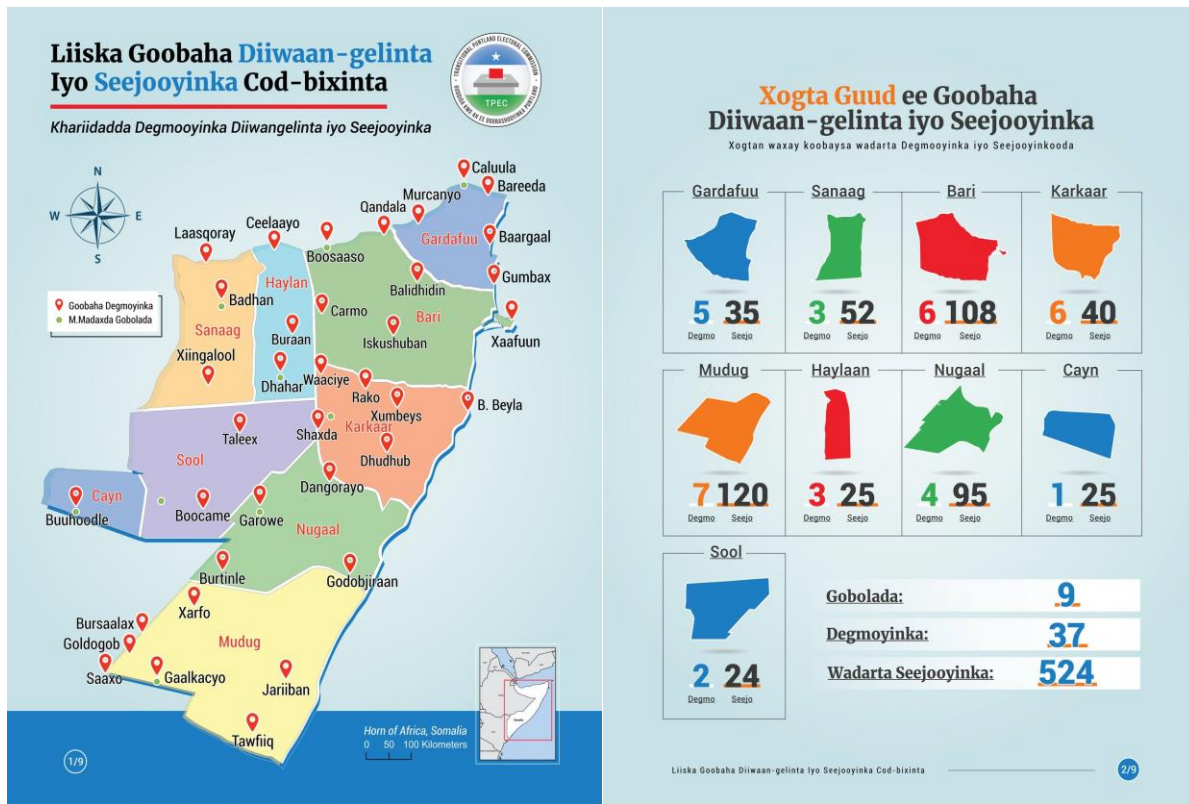 Liiska Goobaha Diiwaan-gelinta
Iyo Seejooyinka Cod-bixinta
Khariidadda Degmooyinka Diiwangelinta iyo Seejooyinka
TRANSITIONAL PUNTLAND ELECTORAL COMMISSION
TPEC
N
W
E
S
Goobaha Degmoyinka
M.Madaxda Gobolada
Caluula
Bareeda
Murcanyo
Qandala
Ceelaayo
Laasqoray
Boosaaso
Gardafuu
Baargaal
Gumbax
Haylan
Badhan
Balidhidin
Carmo
Bari
Sanaag
Buraan
Iskushuban
Xaafuun
Xiingalool
Dhahar
Waaciye
Rako
Xumbeys
B. Beyla
Taleex
Shaxda
Karkaar
Sool
Dhudhub
Dangorayo
Cayn
Buuhoodle
Boocame
Garowe
Nugaal
Burtinle
Godobjiraan
Xarfo
Bursaalax
Mudug
Goldogob
Saaxo
Gaalkacyo
Jariiban
Tawfiiq
Horn of Africa, Somalia
0 50 100 Kilometers
1/9
Xogta Guud ee Goobaha
Diiwaan-gelinta iyo Seejooyinka
Xogtan waxay koobaysa wadarta Degmooyinka iyo Seejooyinkooda
Gardafuu
5 35
Degmo Seejo
Sanaag
3 52
Degmo Seejo
Bari
6 108
Degmo Seejo
Karkaar
6 40
Degmo Seejo
Mudug
7 120
Degmo Seejo
Haylaan
3 25
Degmo Seejo
Nugaal
4 95
Degmo Seejo
Cayn
1 25
Degmo Seejo
Sool
2 24
Degmo Seejo
Gobolada: 9
Degmoyinka: 37
Wadarta Seejooyinka: 524
Liiska Goobaha Diiwaan-gelinta Iyo Seejooyinka Cod-bixinta
2/9